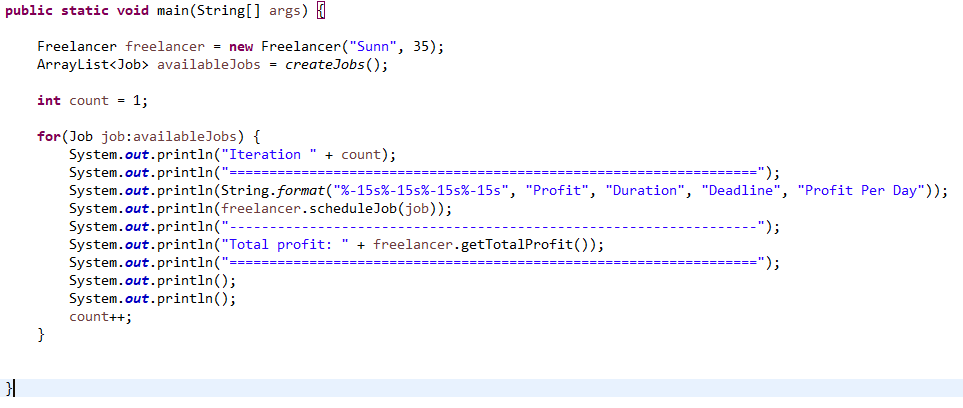 public static void main(String[] args) {
Freelancer freelancer = new Freelancer("Sunn", 35);
ArrayList<Job> availableJobs = createJobs();
int count = 1;
for(Job job:availableJobs) {
System.out.println("Iteration " + count);
System.out.println("==================================================================");
System.out.println(String.format("%-15s%-15s%-15s%-15s", "Profit", "Duration", "Deadline", "Profit Per Day"));
System.out.println(freelancer.scheduleJob(job));
System.out.println("------------------------------------------------------------------");
System.out.println("Total profit: " + freelancer.getTotalProfit());
System.out.println("==================================================================");
System.out.println();
System.out.println();
count++;
}
}